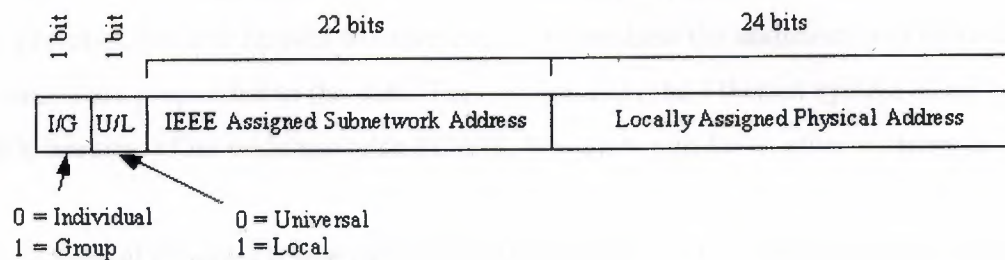 1 bit
1 bit
22 bits
24 bits
I/G U/L IEEE Assigned Subnetwork Address Locally Assigned Physical Address
0 = Individual
1 = Group
0 = Universal
1 = Local